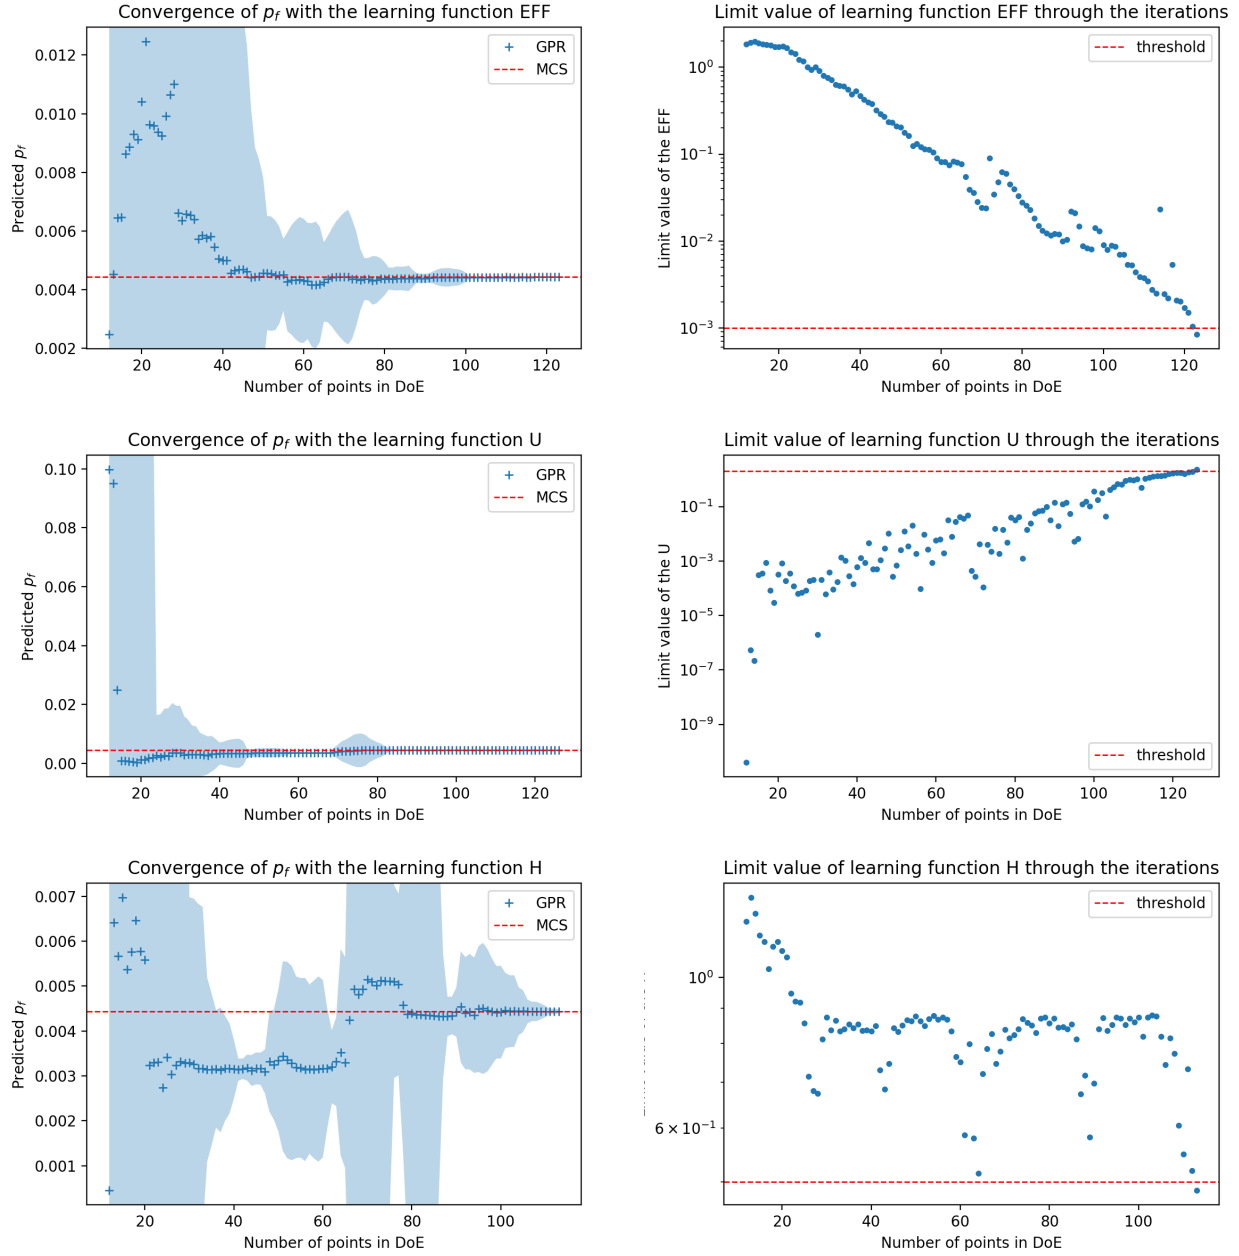 Convergence of p_f with the learning function EFF
Predicted p_f
0.012
0.010
0.008
0.006
0.004
0.002
GPR
MCS
20 40 60 80 100 120
Number of points in DoE
Limit value of learning function EFF through the iterations
Limit value of the EFF
10⁰
10⁻¹
10⁻²
10⁻³
threshold
20 40 60 80 100 120
Number of points in DoE
Convergence of p_f with the learning function U
Predicted p_f
0.10
0.08
0.06
0.04
0.02
0.00
GPR
MCS
20 40 60 80 100 120
Number of points in DoE
Limit value of learning function U through the iterations
Limit value of the U
10⁻¹
10⁻³
10⁻⁵
10⁻⁷
10⁻⁹
threshold
20 40 60 80 100 120
Number of points in DoE
Convergence of p_f with the learning function H
Predicted p_f
0.007
0.006
0.005
0.004
0.003
0.002
0.001
GPR
MCS
20 40 60 80 100
Number of points in DoE
Limit value of learning function H through the iterations
10⁰
6 × 10⁻¹
threshold
20 40 60 80 100
Number of points in DoE